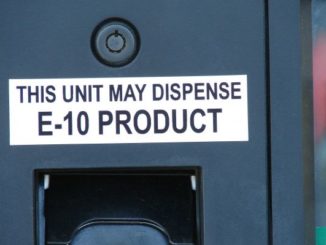 THIS UNIT MAY DISPENSE
E-10 PRODUCT